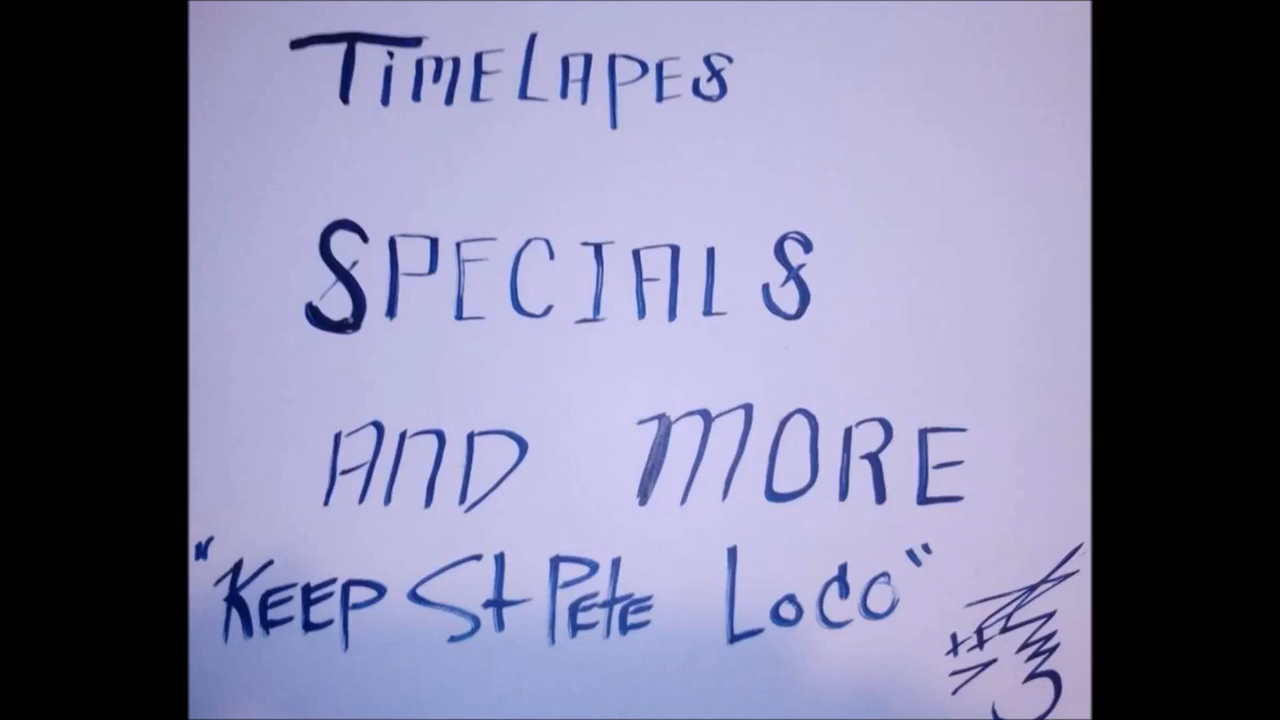 TimELAPES
SPECIALS
AND MORE
"KEEP St PEtE LoCo"